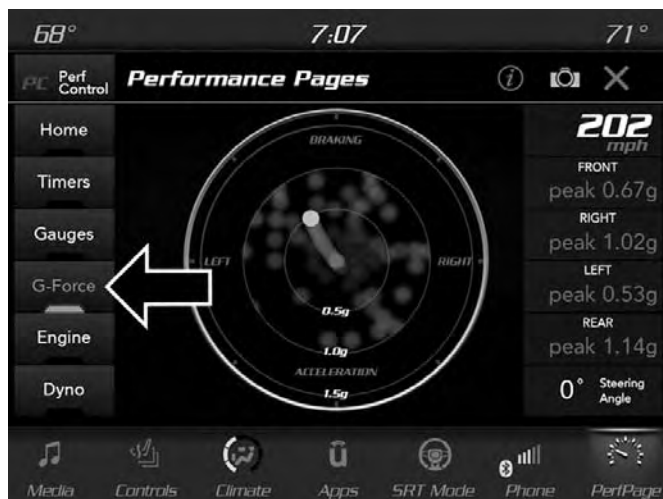 68°
7:07
71°
PC Perf
Control
Performance Pages
i
Home
Timers
Gauges
G-Force
Engine
Dyno
BRAKING
LEFT
RIGHT
0.5g
1.0g
ACCELERATION
1.5g
202
mph
FRONT
peak 0.67g
RIGHT
peak 1.02g
LEFT
peak 0.53g
REAR
peak 1.14g
0° Steering
Angle
Media
Controls
Climate
ū
Apps
SRT Mode
Phone
PerfPage